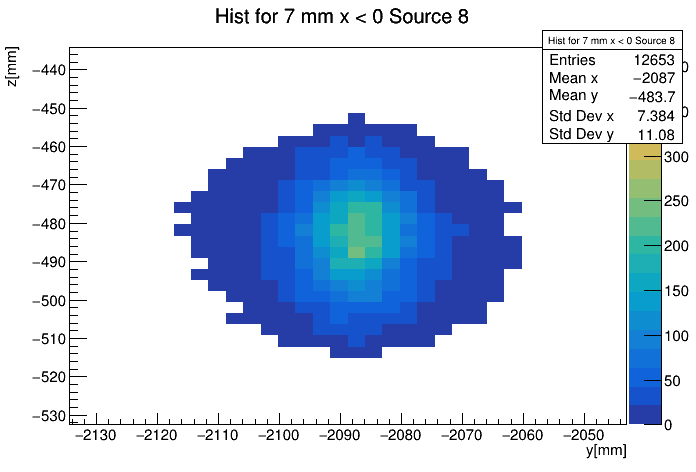 Hist for 7 mm x < 0 Source 8
z[mm]
Hist for 7 mm x < 0 Source 8
Entries 12653
Mean x −2087
Mean y −483.7
Std Dev x 7.384
Std Dev y 11.08
−440
−450
−460
−470
−480
−490
−500
−510
−520
−530
0
0
300
250
200
150
100
50
0
−2130 −2120 −2110 −2100 −2090 −2080 −2070 −2060 −2050
y[mm]